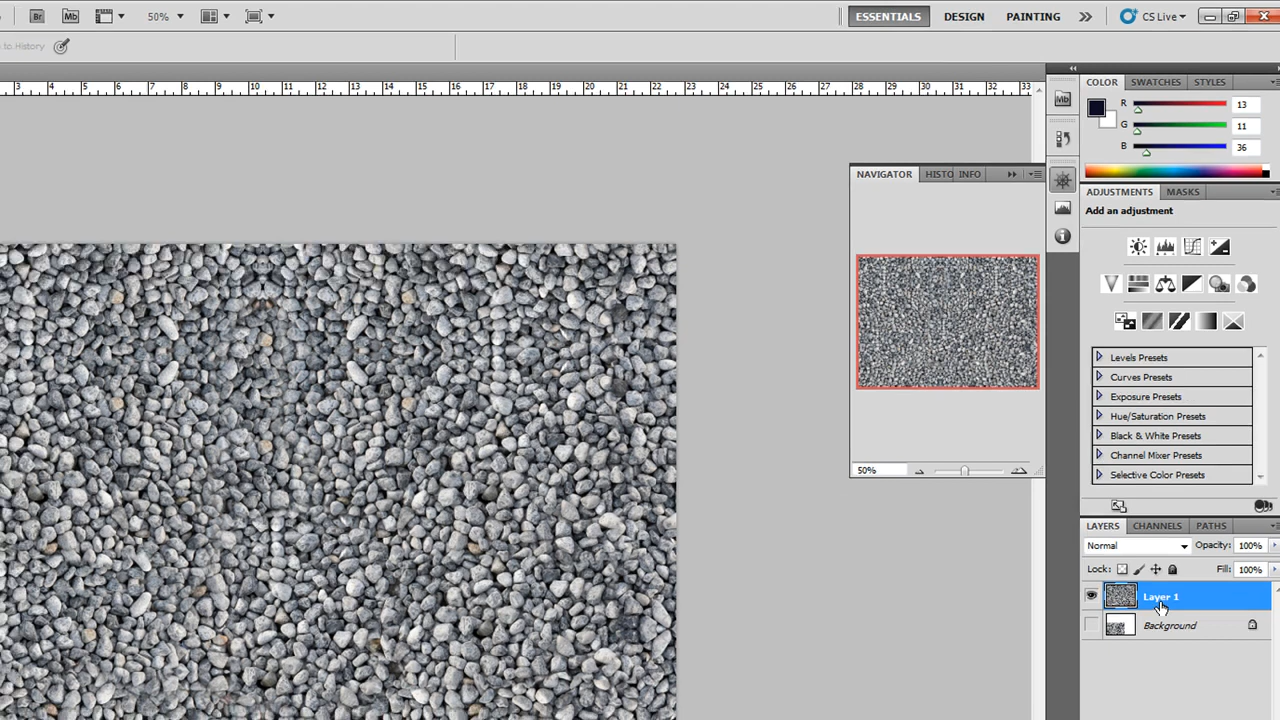 Br Mb 50% ESSENTIALS DESIGN PAINTING CS Live
to History
3 4 5 6 7 8 9 10 11 12 13 14 15 16 17 18 19 20 21 22 23 24 25 26 27 28 29 30 31 32 33
Mb
COLOR SWATCHES STYLES
R 13
G 11
B 36
NAVIGATOR HISTO INFO
50%
ADJUSTMENTS MASKS
Add an adjustment
Levels Presets
Curves Presets
Exposure Presets
Hue/Saturation Presets
Black & White Presets
Channel Mixer Presets
Selective Color Presets
LAYERS CHANNELS PATHS
Normal Opacity: 100%
Lock: Fill: 100%
Layer 1
Background